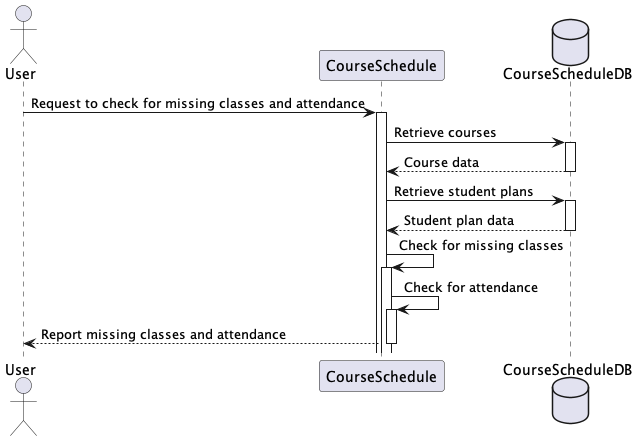 User
CourseSchedule
CourseScheduleDB
Request to check for missing classes and attendance
Retrieve courses
Course data
Retrieve student plans
Student plan data
Check for missing classes
Check for attendance
Report missing classes and attendance
User
CourseSchedule
CourseScheduleDB